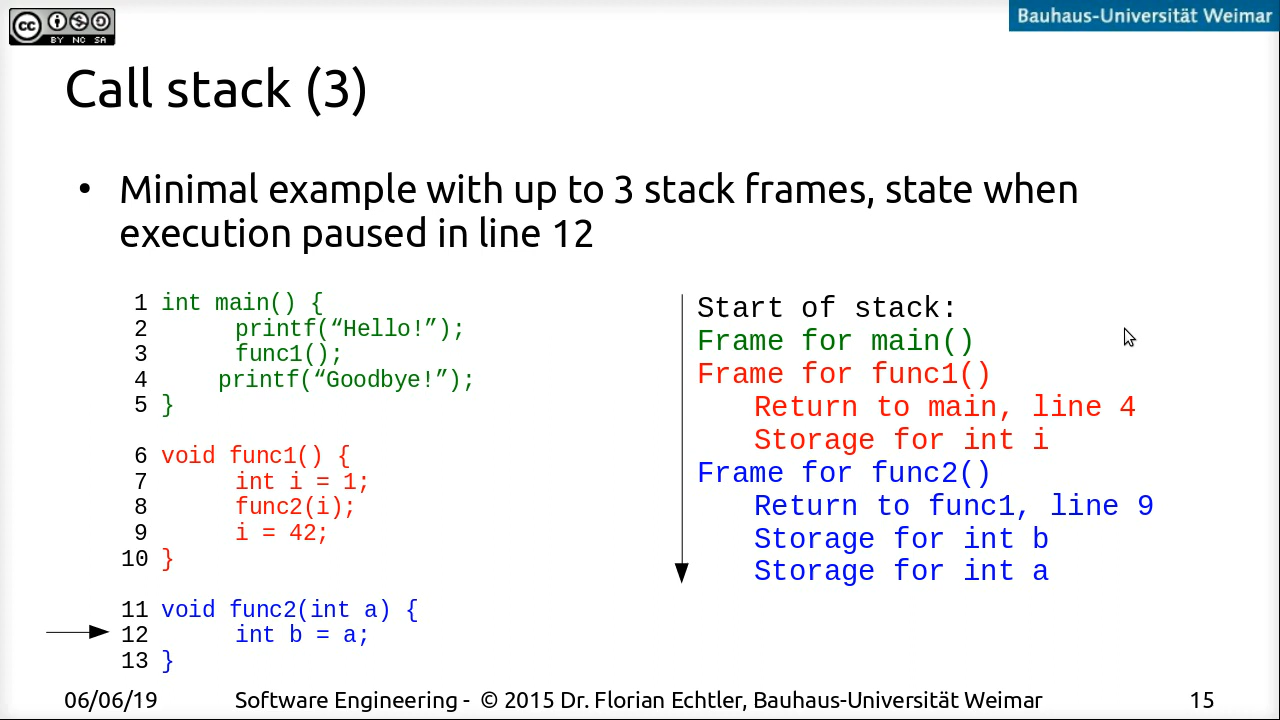 cc BY NC SA
Bauhaus-Universität Weimar
Call stack (3)
• Minimal example with up to 3 stack frames, state when
execution paused in line 12
1 int main() {
2 printf(“Hello!”);
3 func1();
4 printf(“Goodbye!”);
5 }
6 void func1() {
7 int i = 1;
8 func2(i);
9 i = 42;
10 }
11 void func2(int a) {
12 int b = a;
13 }
Start of stack:
Frame for main()
Frame for func1()
Return to main, line 4
Storage for int i
Frame for func2()
Return to func1, line 9
Storage for int b
Storage for int a
06/06/19 Software Engineering - © 2015 Dr. Florian Echtler, Bauhaus-Universität Weimar 15